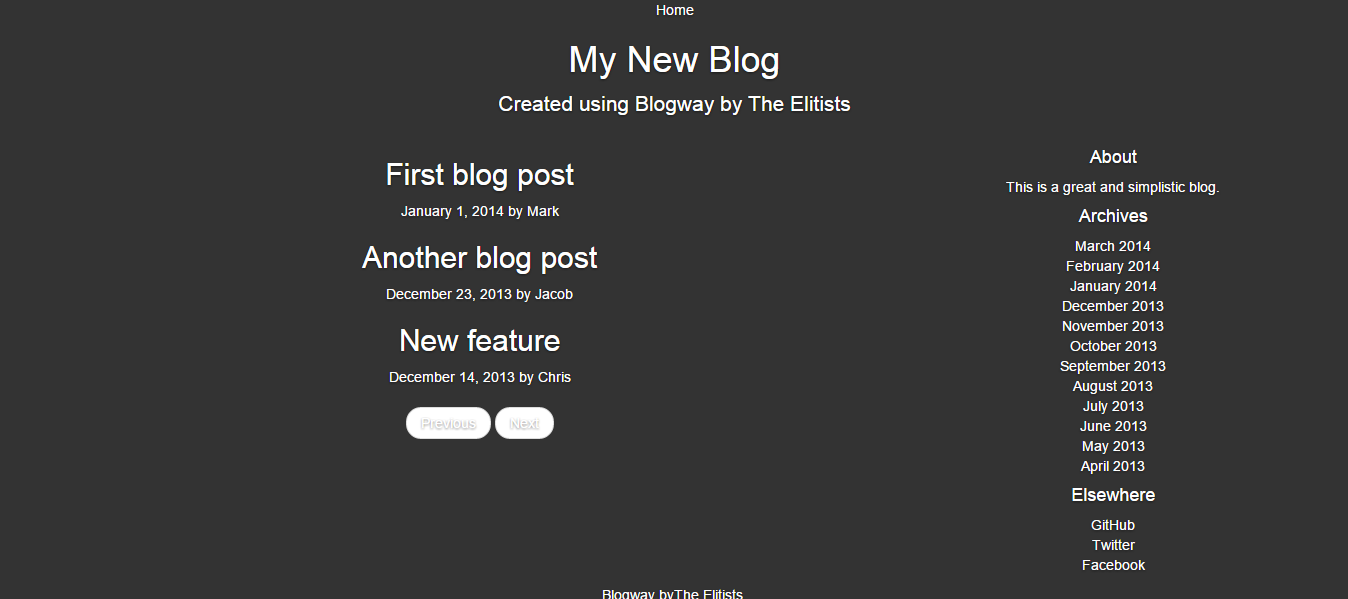 Home
My New Blog
Created using Blogway by The Elitists
First blog post
January 1, 2014 by Mark
Another blog post
December 23, 2013 by Jacob
New feature
December 14, 2013 by Chris
Previous Next
About
This is a great and simplistic blog.
Archives
March 2014
February 2014
January 2014
December 2013
November 2013
October 2013
September 2013
August 2013
July 2013
June 2013
May 2013
April 2013
Elsewhere
GitHub
Twitter
Facebook
Blogway byThe Elitists